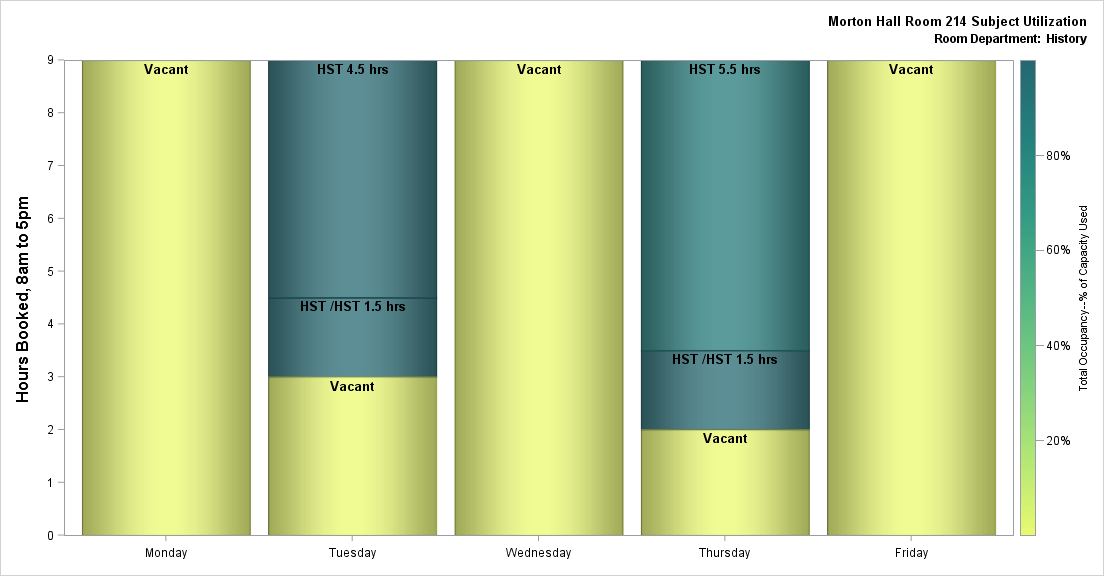 Morton Hall Room 214 Subject Utilization
Room Department: History
Hours Booked, 8am to 5pm
9
8
7
6
5
4
3
2
1
0
Vacant
HST 4.5 hrs
HST /HST 1.5 hrs
Vacant
Vacant
HST 5.5 hrs
HST /HST 1.5 hrs
Vacant
Vacant
Monday
Tuesday
Wednesday
Thursday
Friday
80%
60%
40%
20%
Total Occupancy--% of Capacity Used